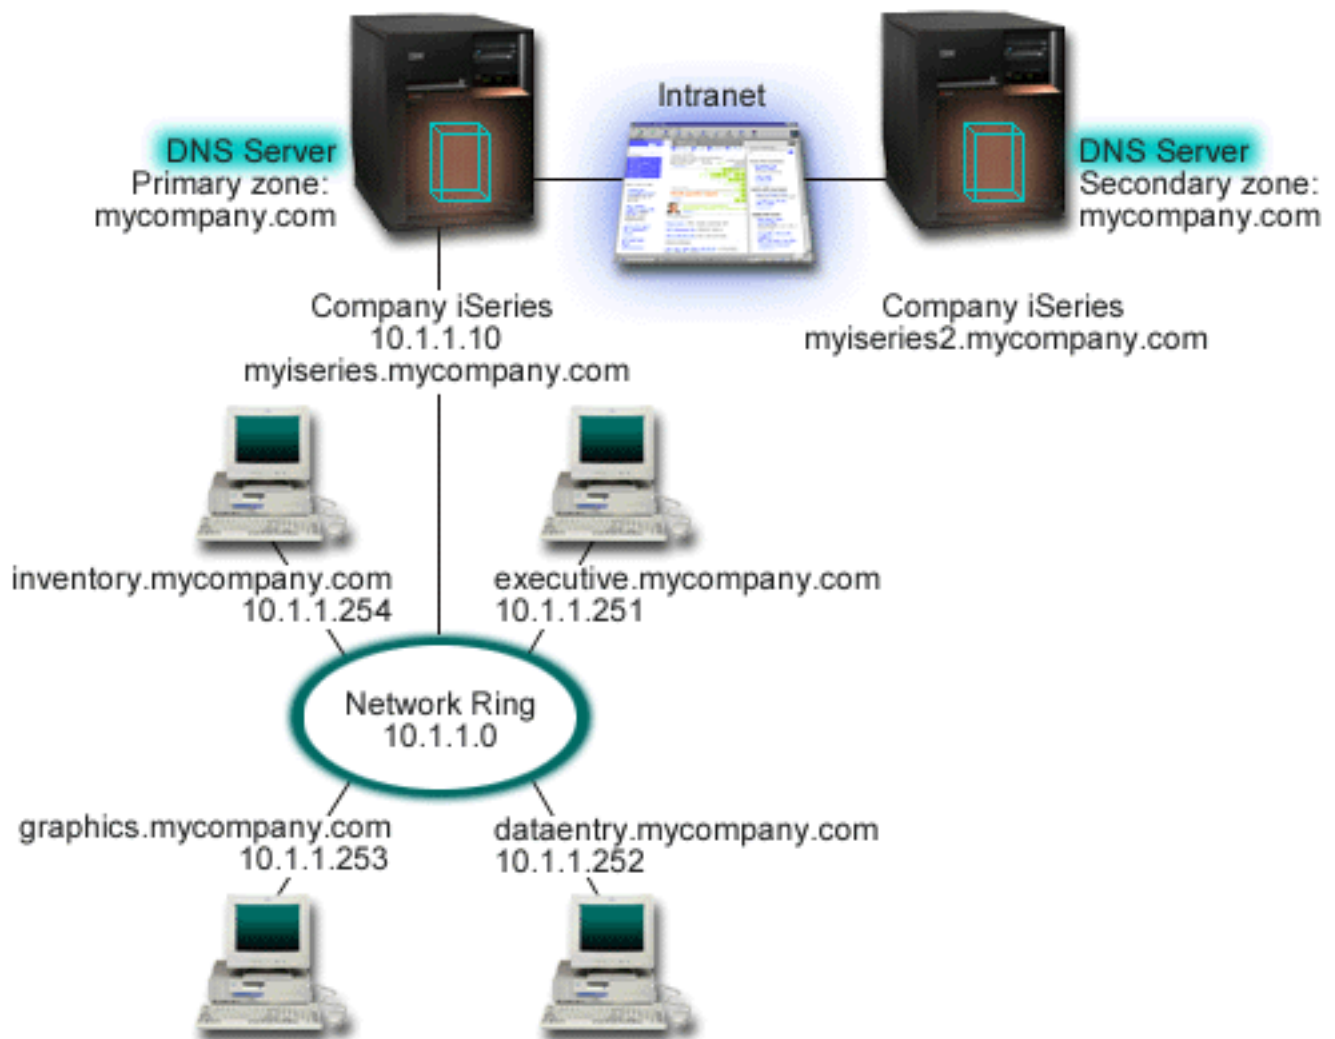 Intranet
DNS Server
Primary zone:
mycompany.com
DNS Server
Secondary zone:
mycompany.com
Company iSeries
10.1.1.10
myiseries.mycompany.com
Company iSeries
myiseries2.mycompany.com
inventory.mycompany.com
10.1.1.254
executive.mycompany.com
10.1.1.251
Network Ring
10.1.1.0
graphics.mycompany.com
10.1.1.253
dataentry.mycompany.com
10.1.1.252